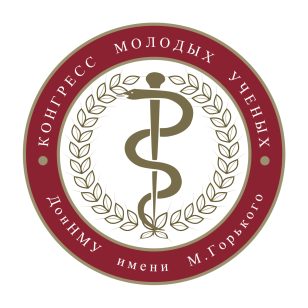 КОНГРЕСС МОЛОДЫХ УЧЕНЫХ
ДонНМУ имени М.Горького